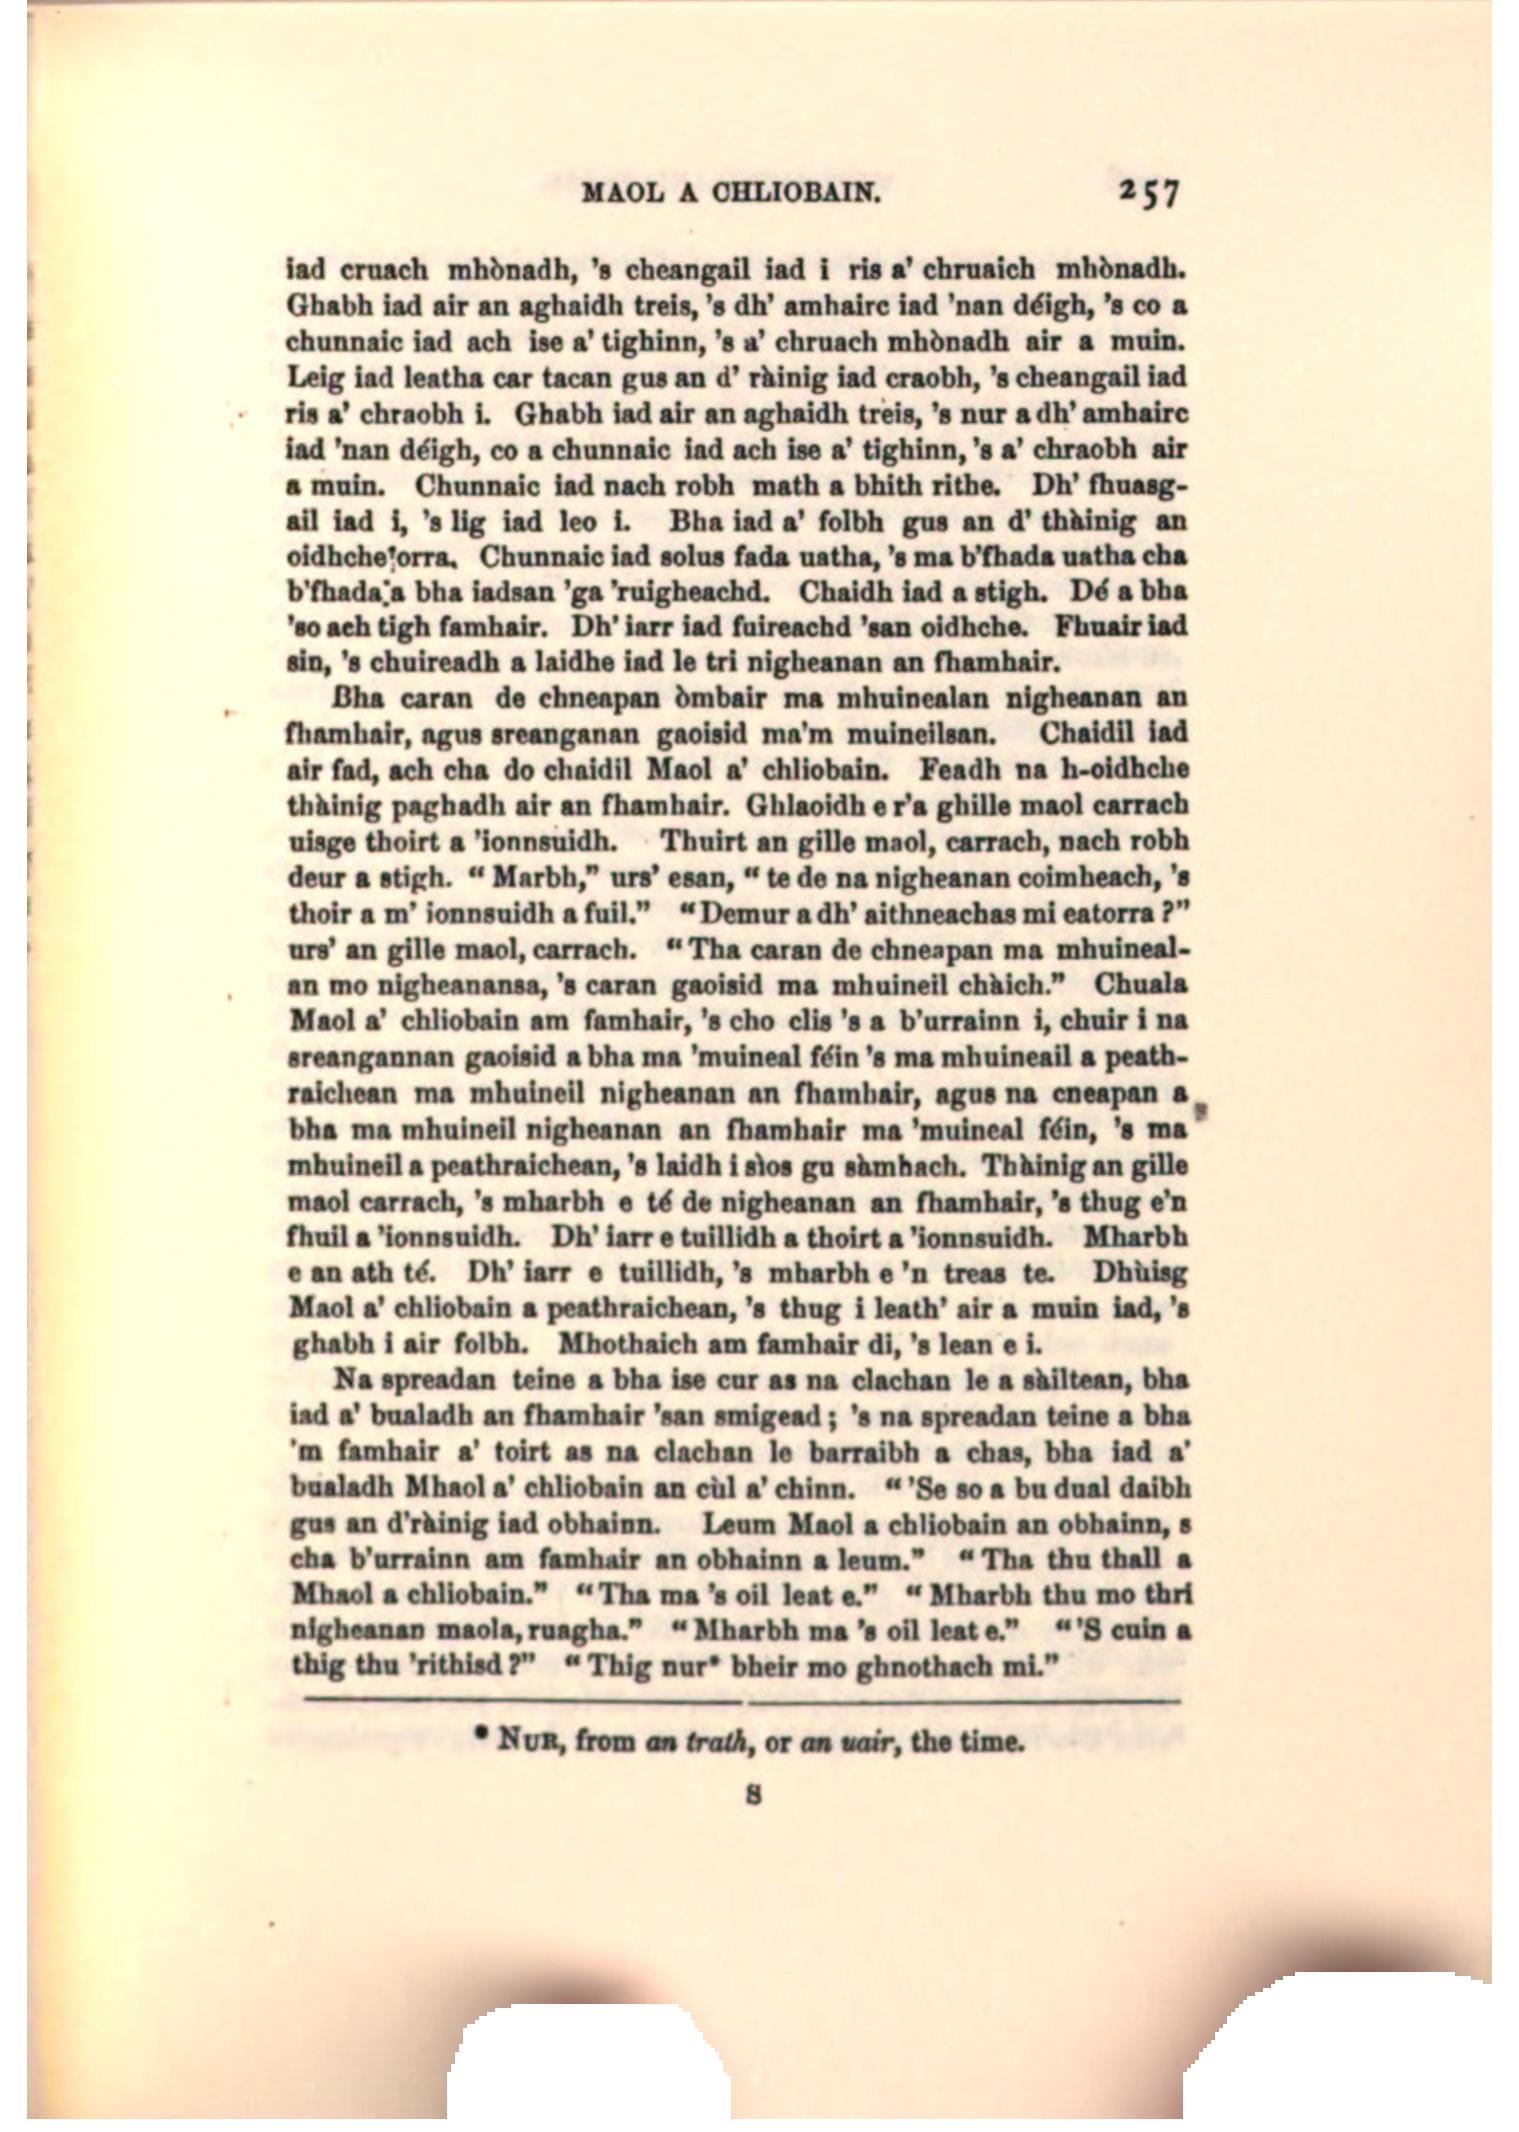 MAOL A CHLIOBAIN. 257
iad cruach mhònadh, 's cheangail iad i ris a' chruaich mhònadh.
Ghabh iad air an aghaidh treis, 's dh' amhairc iad 'nan déigh, 's co a
chunnaic iad ach ise a' tighinn, 's a' chruach mhònadh air a muin.
Leig iad leatha car tacan gus an d' ràinig iad craobh, 's cheangail iad
ris a' chraobh i. Ghabh iad air an aghaidh treis, 's nur a dh' amhairc
iad 'nan déigh, co a chunnaic iad ach ise a' tighinn, 's a' chraobh air
a muin. Chunnaic iad nach robh math a bhith rithe. Dh' fhuasg-
ail iad i, 's lig iad leo i. Bha iad a' folbh gus an d' thàinig an
oidhche orra. Chunnaic iad solus fada uatha, 's ma b'fhada uatha cha
b'fhada a bha iadsan 'ga 'ruigheachd. Chaidh iad a stigh. Dé a bha
'so ach tigh famhair. Dh' iarr iad fuireachd 'san oidhche. Fhuair iad
sin, 's chuireadh a laidhe iad le tri nigheanan an fhamhair.
Bha caran de chneapan òmbair ma mhuinealan nigheanan an
fhamhair, agus sreanganan gaoisid ma'm muineilsan. Chaidil iad
air fad, ach cha do chaidil Maol a' chliobain. Feadh na h-oidhche
thàinig paghadh air an fhamhair. Ghlaoidh e r'a ghille maol carrach
uisge thoirt a 'ionnsuidh. Thuirt an gille maol, carrach, nach robh
deur a stigh. "Marbh," urs' esan, "te de na nigheanan coimheach, 's
thoir a m' ionnsuidh a fuil." "Demur a dh' aithneachas mi eatorra?"
urs' an gille maol, carrach. "Tha caran de chneapan ma mhuineal-
an mo nigheanansa, 's caran gaoisid ma mhuineil chàich." Chuala
Maol a' chliobain am famhair, 's cho clis 's a b'urrainn i, chuir i na
sreangannan gaoisid a bha ma 'muineal féin 's ma mhuineail a peath-
raichean ma mhuineil nigheanan an fhamhair, agus na cneapan a
bha ma mhuineil nigheanan an fhamhair ma 'muineal féin, 's ma
mhuineil a peathraichean, 's laidh i sìos gu sàmhach. Thàinig an gille
maol carrach, 's mharbh e té de nigheanan an fhamhair, 's thug e'n
fhuil a 'ionnsuidh. Dh' iarr e tuillidh a thoirt a 'ionnsuidh. Mharbh
e an ath té. Dh' iarr e tuillidh, 's mharbh e 'n treas te. Dhùisg
Maol a' chliobain a peathraichean, 's thug i leath' air a muin iad, 's
ghabh i air folbh. Mhothaich am famhair di, 's lean e i.
Na spreadan teine a bha ise cur as na clachan le a sàiltean, bha
iad a' bualadh an fhamhair 'san smigead; 's na spreadan teine a bha
'm famhair a' toirt as na clachan le barraibh a chas, bha iad a'
bualadh Mhaol a' chliobain an cùl a' chinn. "'Se so a bu dual daibh
gus an d'ràinig iad obhainn. Leum Maol a chliobain an obhainn, s
cha b'urrainn am famhair an obhainn a leum." "Tha thu thall a
Mhaol a chliobain." "Tha ma 's oil leat e." "Mharbh thu mo thri
nigheanan maola, ruagha." "Mharbh ma 's oil leat e." "'S cuin a
thig thu 'rithisd?" "Thig nur* bheir mo ghnothach mi."
* NUR, from an trath, or an uair, the time.
S